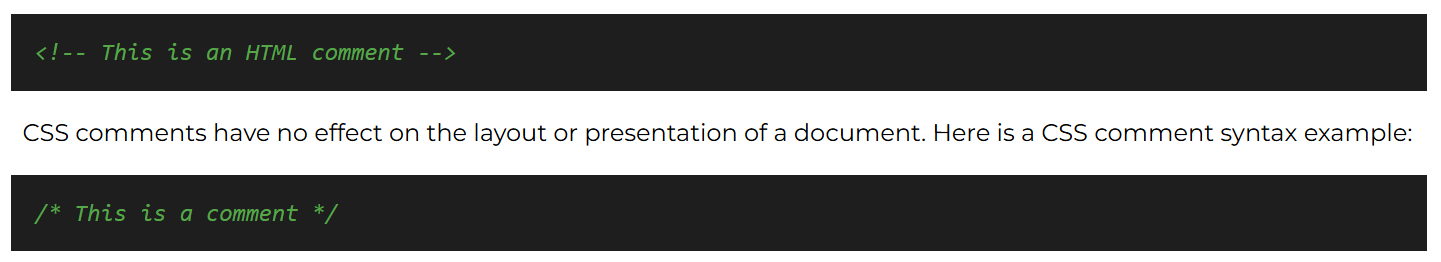 <!-- This is an HTML comment -->
CSS comments have no effect on the layout or presentation of a document. Here is a CSS comment syntax example:
/* This is a comment */